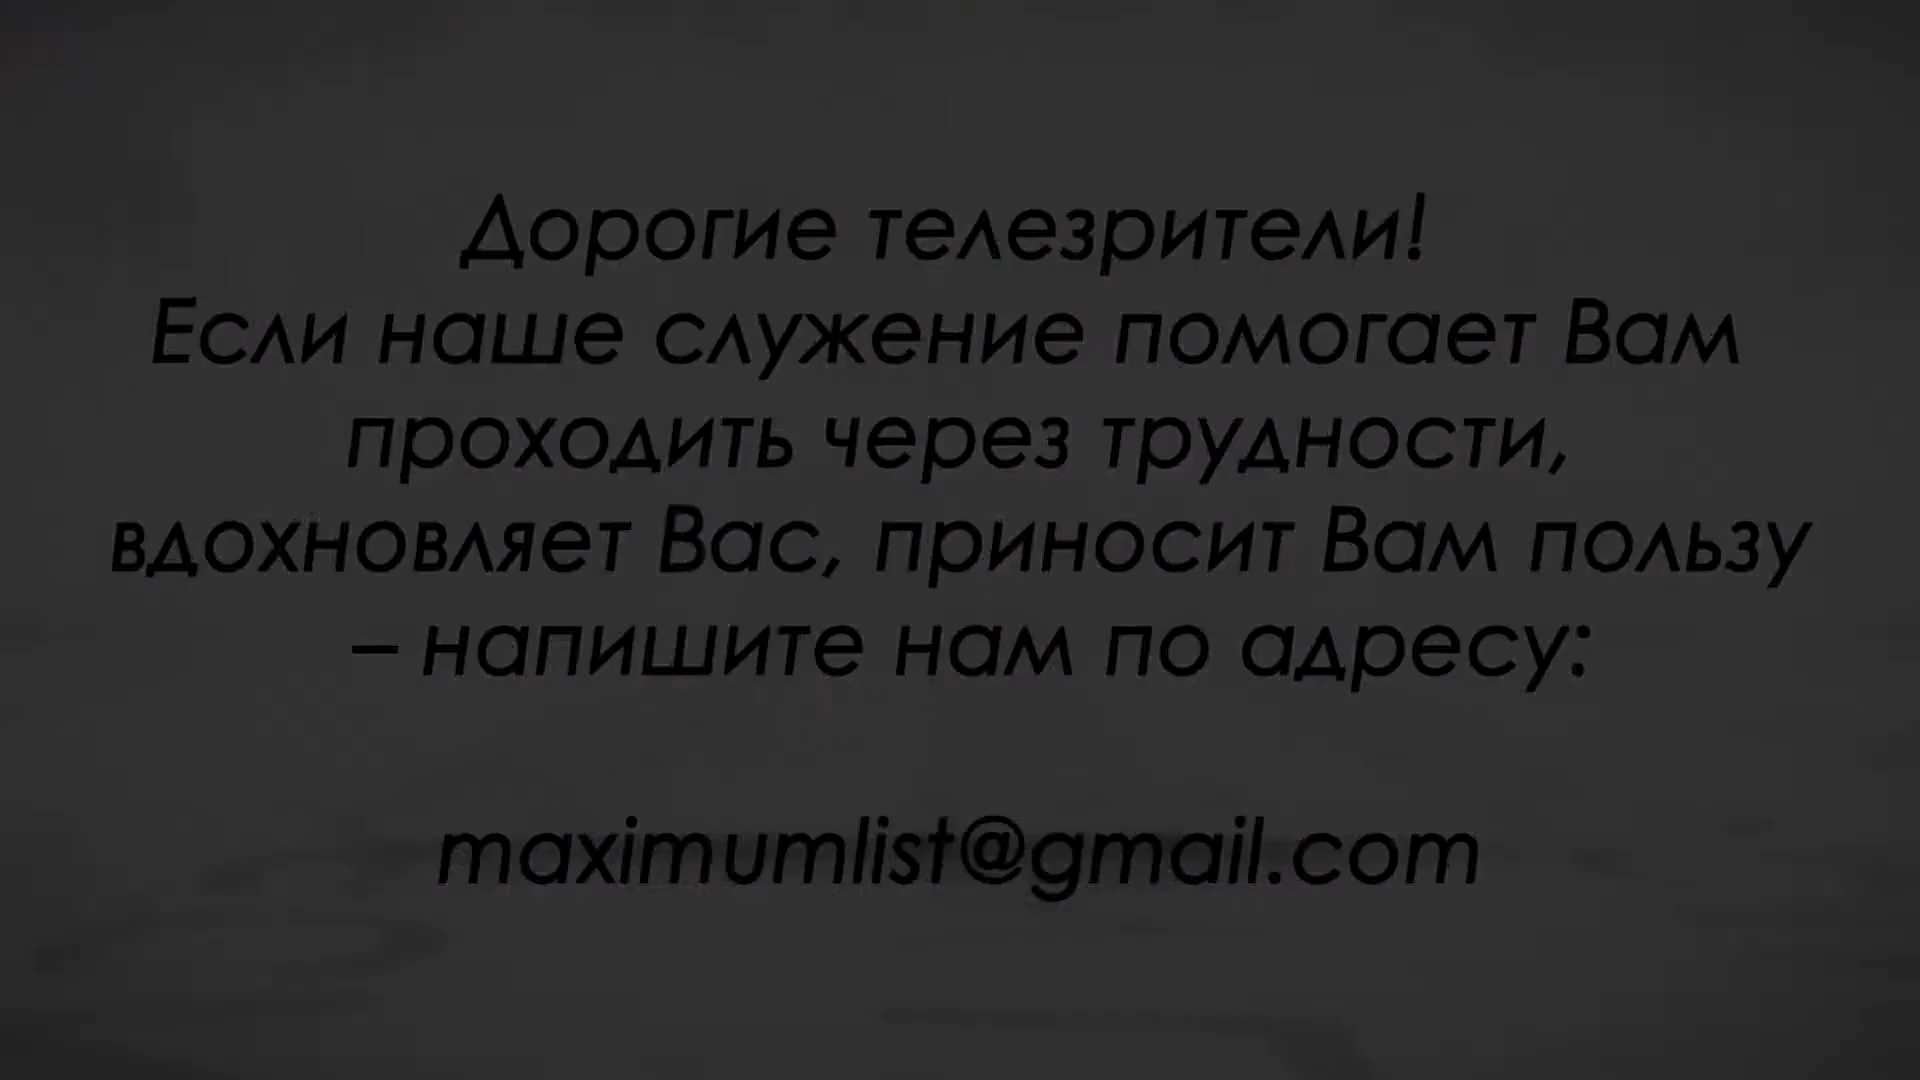 Дорогие телезрители!
Если наше служение помогает Вам
проходить через трудности,
вдохновляет Вас, приносит Вам пользу
– напишите нам по адресу:
maximumlist@gmail.com